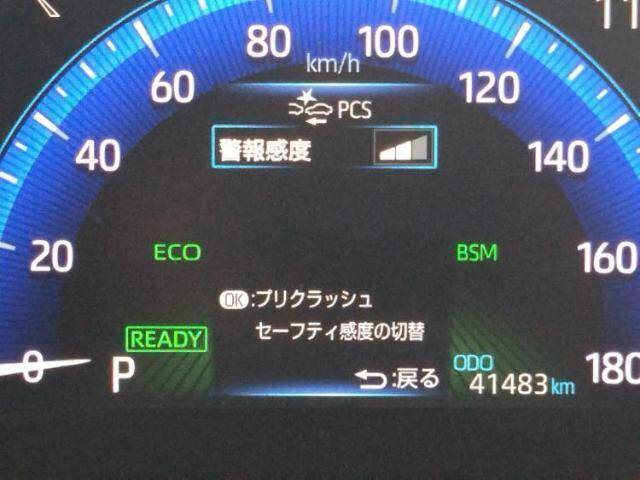 11
80
100
km/h
60
120
PCS
警報感度
40
140
ECO
BSM
20
160
OK:プリクラッシュ
セーフティ感度の切替
READY
0
P
:戻る
ODO
41483km
180